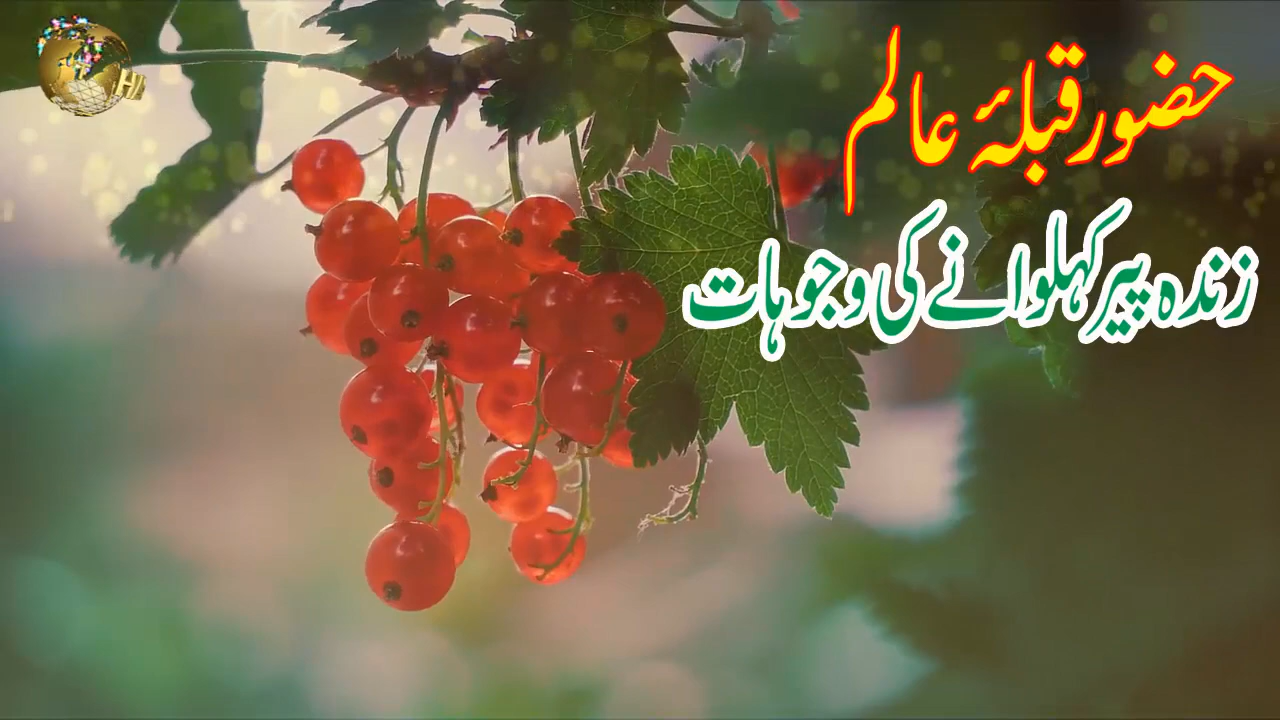 حضور قبلۂ عالم
زندہ پیر کہلوانے کی وجوہات